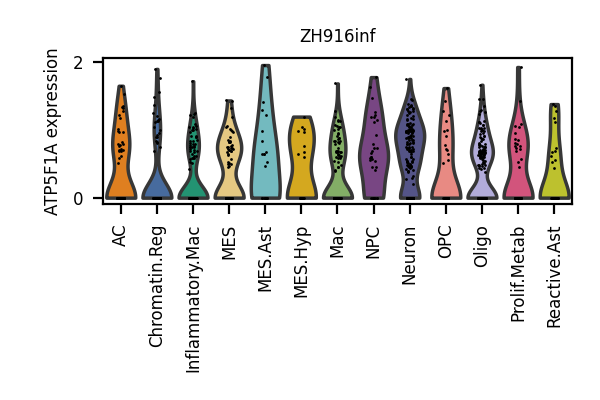 ZH916inf
ATP5F1A expression
2
0
AC
Chromatin.Reg
Inflammatory.Mac
MES
MES.Ast
MES.Hyp
Mac
NPC
Neuron
OPC
Oligo
Prolif.Metab
Reactive.Ast